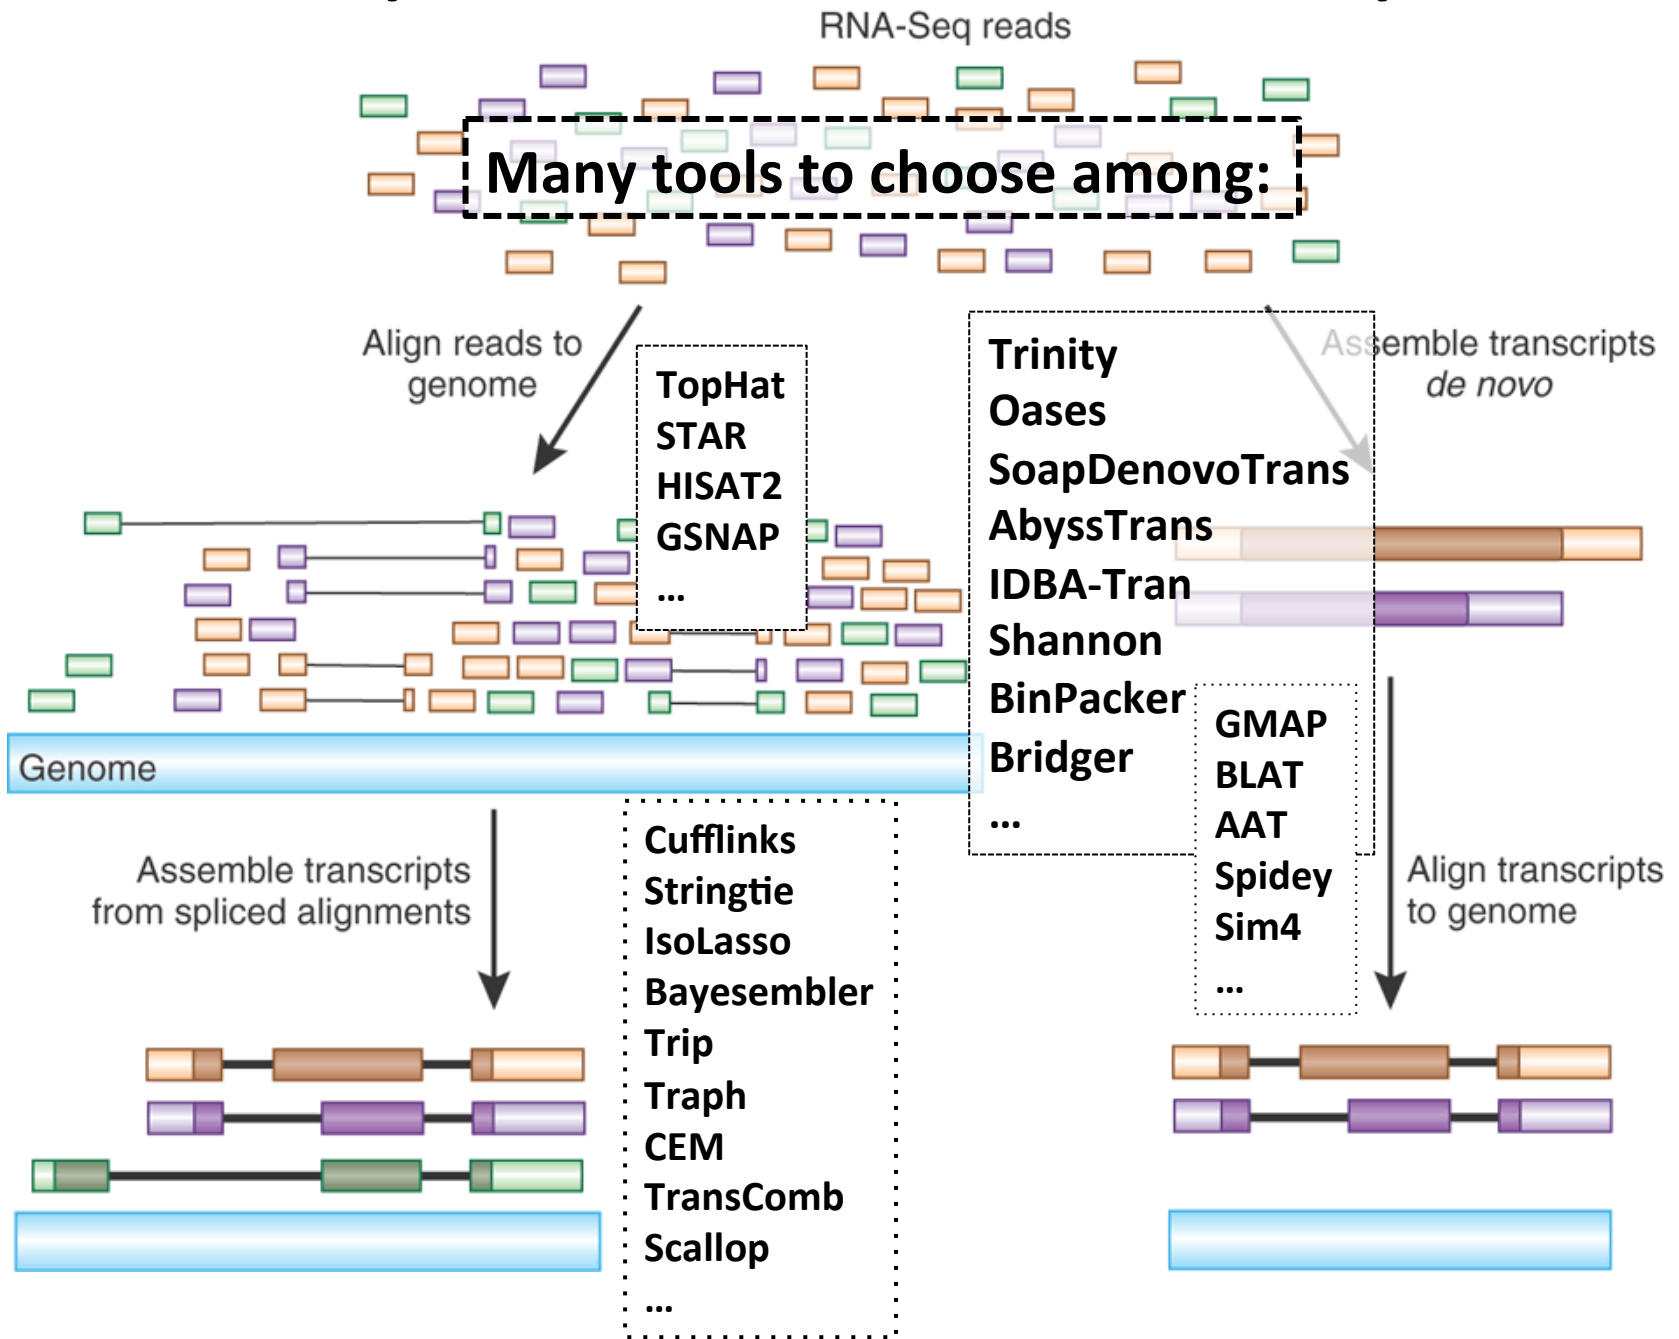 RNA-Seq reads
Many tools to choose among:
Align reads to
genome
TopHat
STAR
HISAT2
GSNAP
...
Trinity
Oases
SoapDenovoTrans
AbyssTrans
IDBA-Tran
Shannon
BinPacker
Bridger
...
Assemble transcripts
de novo
Genome
Assemble transcripts
from spliced alignments
Cufflinks
Stringtie
IsoLasso
Bayesembler
Trip
Traph
CEM
TransComb
Scallop
...
GMAP
BLAT
AAT
Spidey
Sim4
...
Align transcripts
to genome